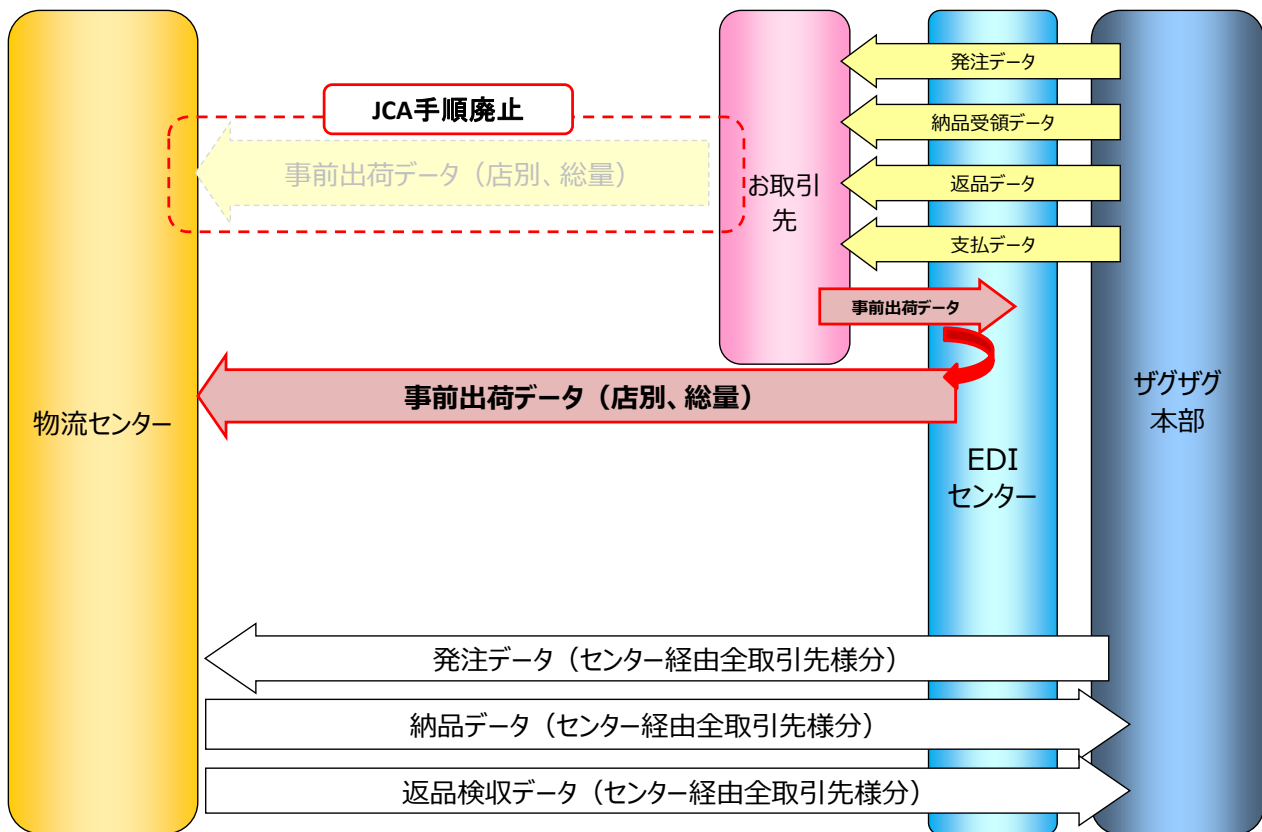 発注データ
納品受領データ
返品データ
支払データ
JCA手順廃止
事前出荷データ（店別、総量）
お取引
先
事前出荷データ
事前出荷データ（店別、総量）
物流センター
EDI
センター
ザグザグ
本部
発注データ（センター経由全取引先様分）
納品データ（センター経由全取引先様分）
返品検収データ（センター経由全取引先様分）